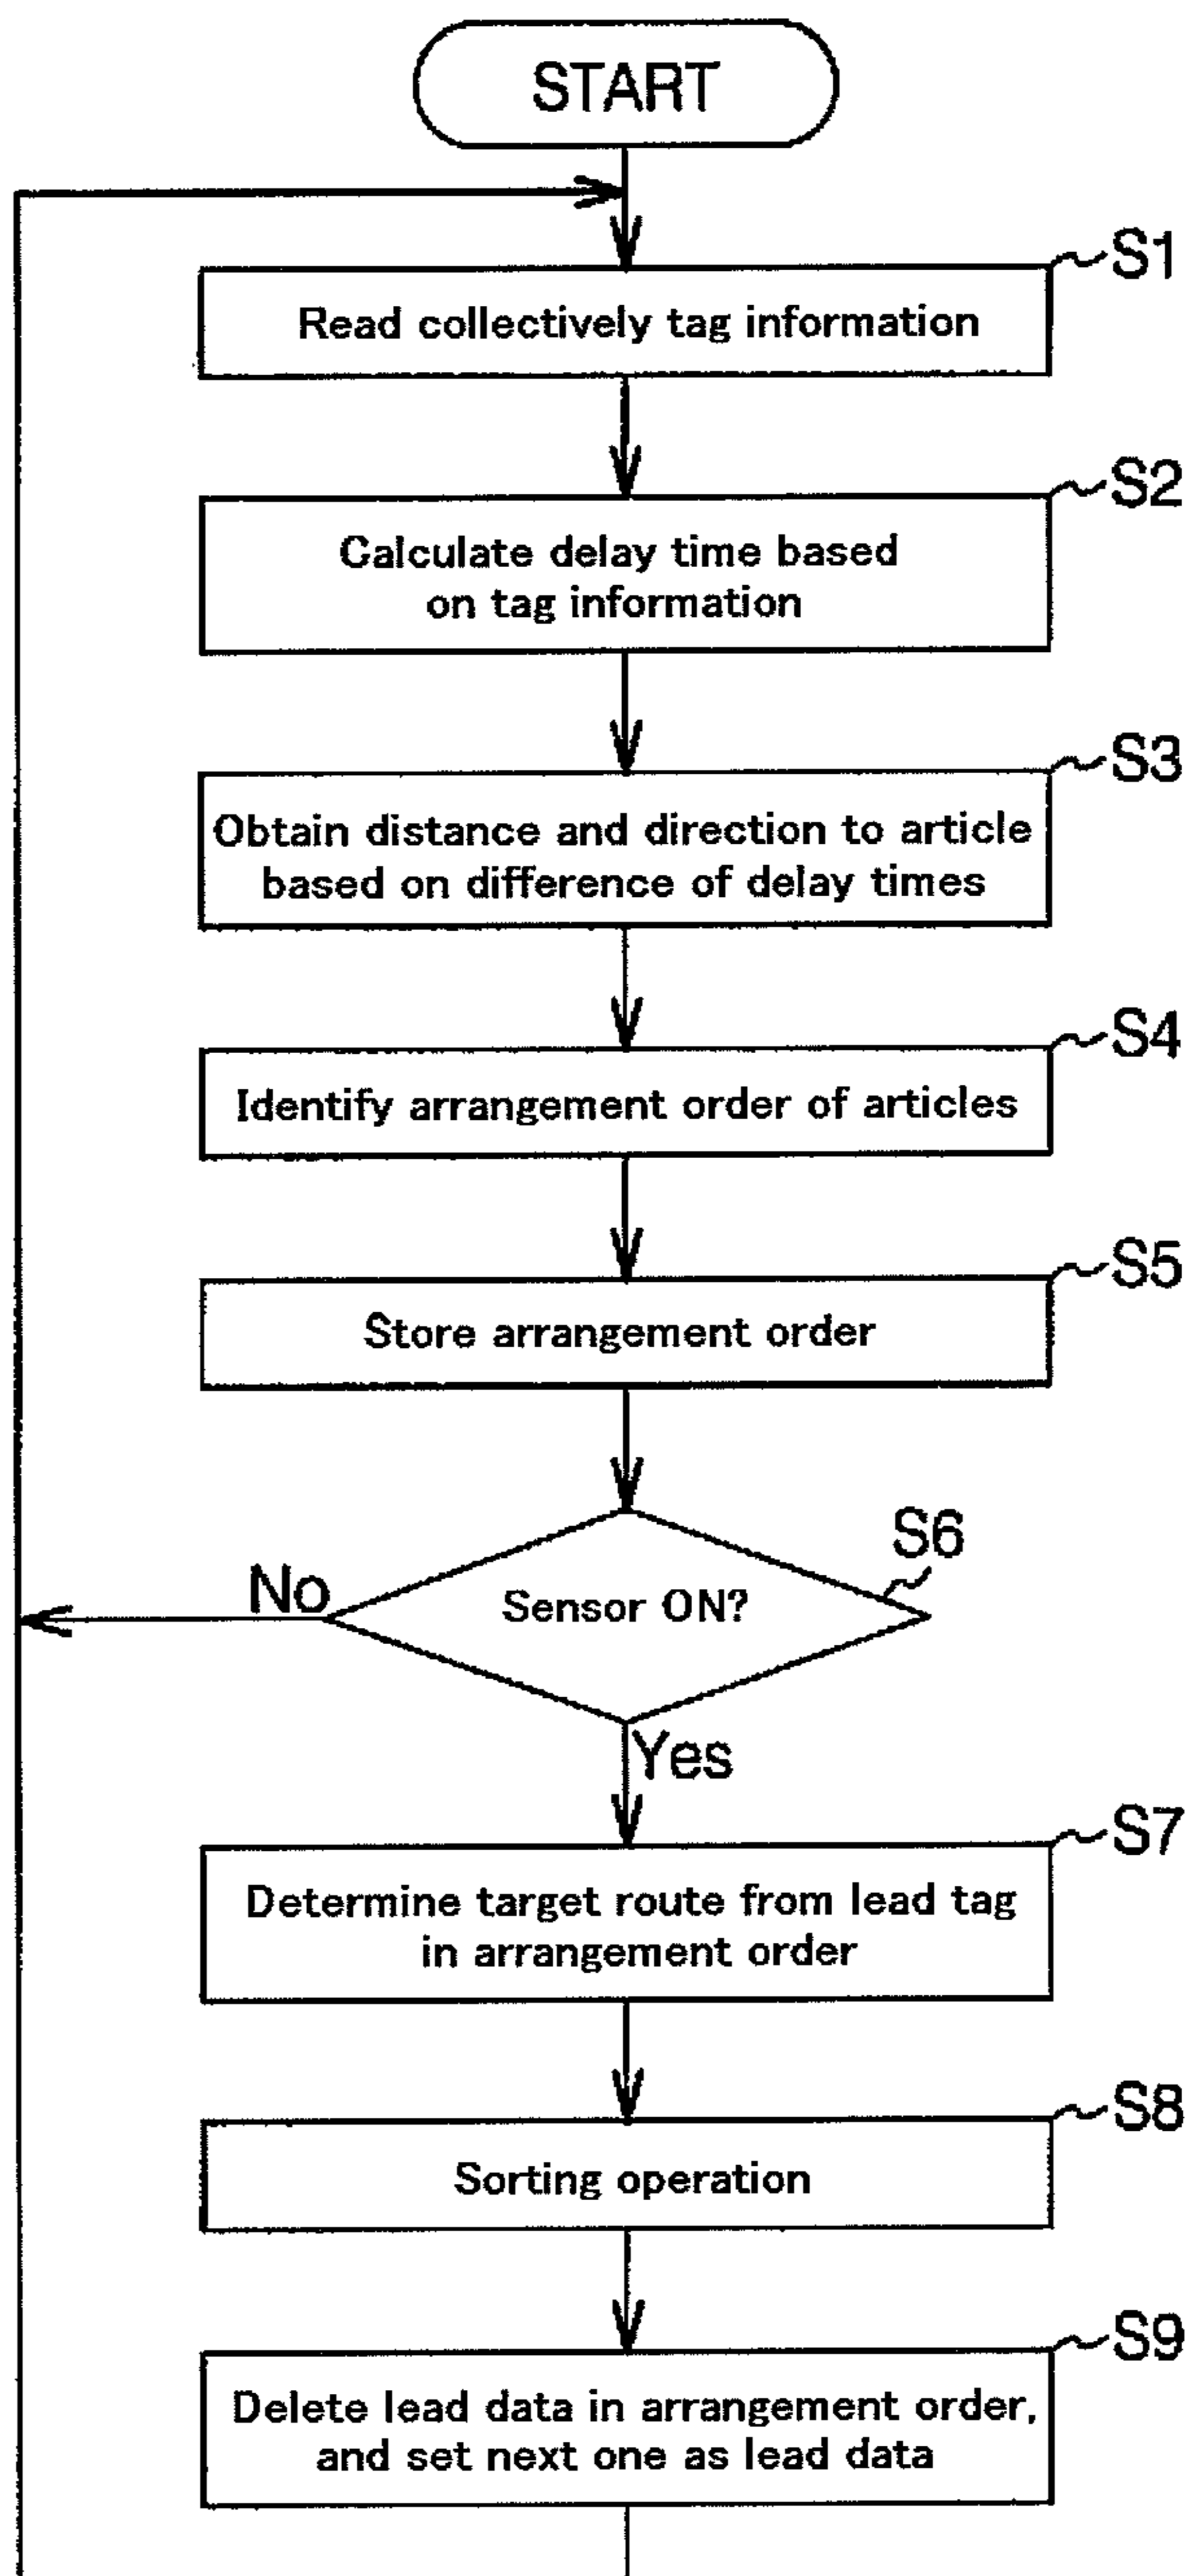 START
S1
Read collectively tag information
S2
Calculate delay time based
on tag information
S3
Obtain distance and direction to article
based on difference of delay times
S4
Identify arrangement order of articles
S5
Store arrangement order
S6
Sensor ON?
No
Yes
S7
Determine target route from lead tag
in arrangement order
S8
Sorting operation
S9
Delete lead data in arrangement order,
and set next one as lead data